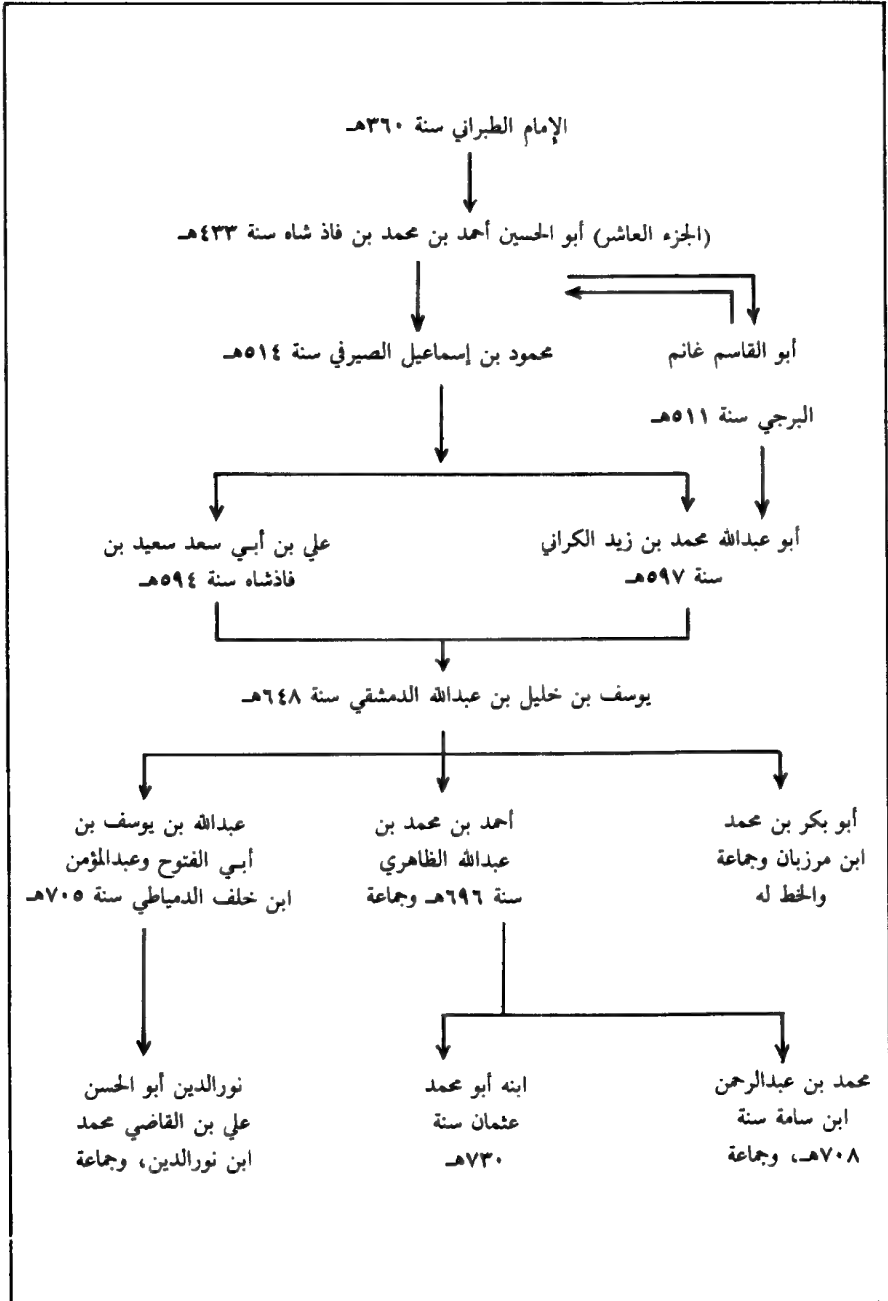 الإمام الطبراني سنة ٣٦٠هـ
(الجزء العاشر) أبو الحسين أحمد بن محمد بن فاذ شاه سنة ٤٣٣هـ
أبو القاسم غانم
البرجي سنة ٥١١هـ
محمود بن إسماعيل الصيرفي سنة ٥١٤هـ
أبو عبدالله محمد بن زيد الكراني
سنة ٥٩٧هـ
علي بن أبي سعد سعيد بن
فاذشاه سنة ٥٩٤هـ
يوسف بن خليل بن عبدالله الدمشقي سنة ٦٤٨هـ
أبو بكر بن محمد
ابن مرزبان وجماعة
والخط له
أحمد بن محمد بن
عبدالله الظاهري
سنة ٦٩٦هـ وجماعة
عبدالله بن يوسف بن
أبي الفتوح وعبدالمؤمن
ابن خلف الدمياطي سنة ٧٠٥هـ
محمد بن عبدالرحمن
ابن سامة سنة
٧٠٨هـ، وجماعة
ابنه أبو محمد
عثمان سنة
٧٣٠هـ
نورالدين أبو الحسن
علي بن القاضي محمد
ابن نورالدين، وجماعة